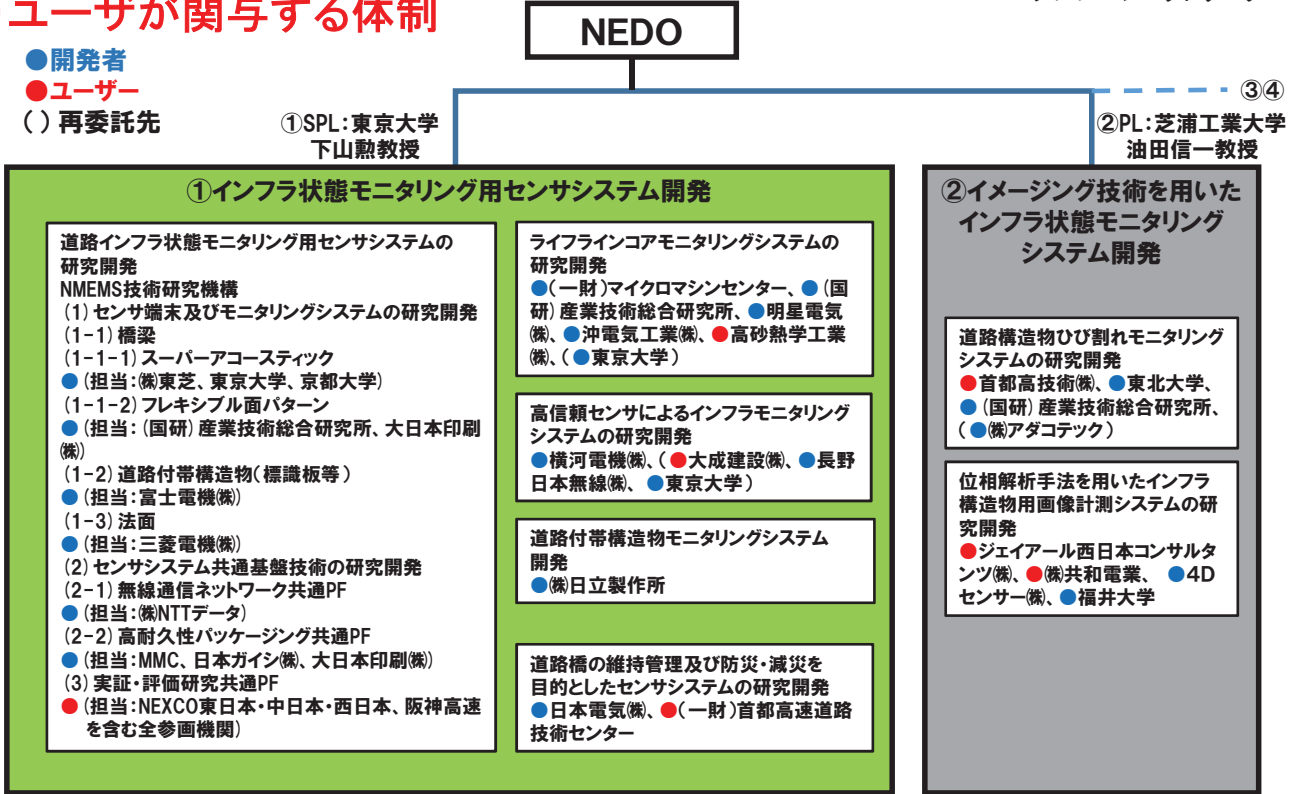 ユーザが関与する体制
NEDO
●開発者
●ユーザー
( ) 再委託先
①SPL:東京大学
下山勲教授
③④
②PL:芝浦工業大学
油田信一教授
①インフラ状態モニタリング用センサシステム開発
道路インフラ状態モニタリング用センサシステムの
研究開発
NMEMS技術研究機構
(1)センサ端末及びモニタリングシステムの研究開発
(1-1)橋梁
(1-1-1)スーパーアコースティック
●(担当:㈱東芝、東京大学、京都大学)
(1-1-2)フレキシブル面パターン
●(担当:(国研)産業技術総合研究所、大日本印刷
㈱)
(1-2)道路付帯構造物(標識板等)
●(担当:富士電機㈱)
(1-3)法面
●(担当:三菱電機㈱)
(2)センサシステム共通基盤技術の研究開発
(2-1)無線通信ネットワーク共通PF
●(担当:㈱NTTデータ)
(2-2)高耐久性パッケージング共通PF
●(担当:MMC、日本ガイシ㈱、大日本印刷㈱)
(3)実証・評価研究共通PF
●(担当:NEXCO東日本・中日本・西日本、阪神高速
を含む全参画機関)
ライフラインコアモニタリングシステムの
研究開発
●(一財)マイクロマシンセンター、●(国
研)産業技術総合研究所、●明星電気
㈱、●沖電気工業㈱、●高砂熱学工業
㈱、(●東京大学)
高信頼センサによるインフラモニタリング
システムの研究開発
●横河電機㈱、(●大成建設㈱、●長野
日本無線㈱、●東京大学)
道路付帯構造物モニタリングシステム
開発
●㈱日立製作所
道路橋の維持管理及び防災・減災を
目的としたセンサシステムの研究開発
●日本電気㈱、●(一財)首都高速道路
技術センター
②イメージング技術を用いた
インフラ状態モニタリング
システム開発
道路構造物ひび割れモニタリング
システムの研究開発
●首都高技術㈱、●東北大学、
●(国研)産業技術総合研究所、
(●㈱アダコテック)
位相解析手法を用いたインフラ
構造物用画像計測システムの研
究開発
●ジェイアール西日本コンサルタ
ンツ㈱、●㈱共和電業、 ●4D
センサー㈱、●福井大学